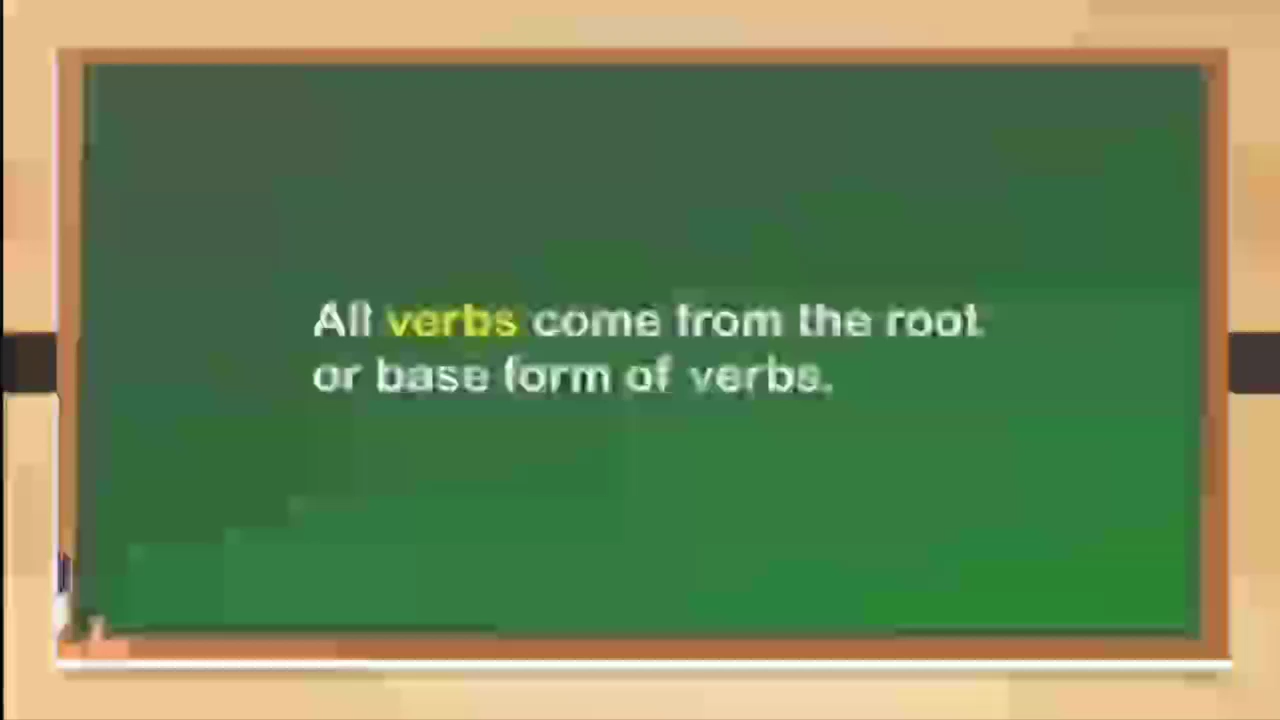 All verbs come from the root
or base form of verbs.